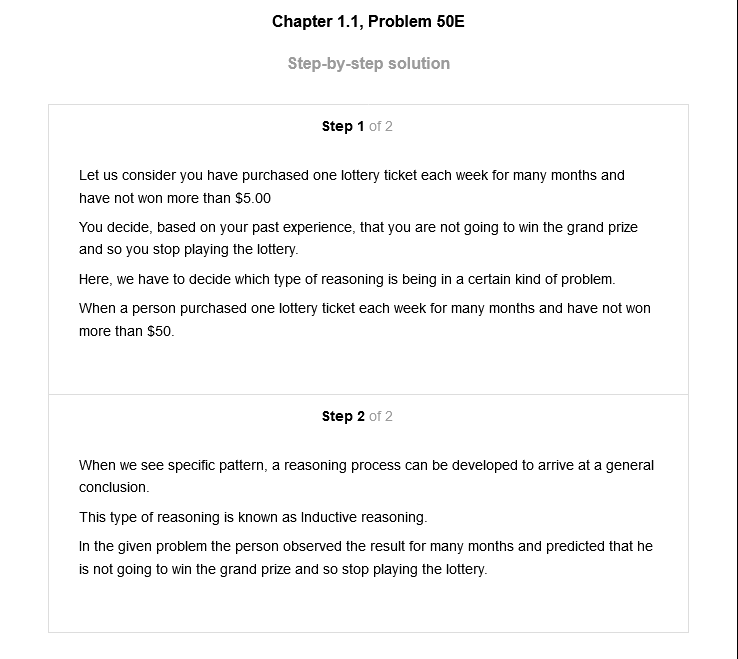 Chapter 1.1, Problem 50E
Step-by-step solution
Step 1 of 2
Let us consider you have purchased one lottery ticket each week for many months and
have not won more than $5.00
You decide, based on your past experience, that you are not going to win the grand prize
and so you stop playing the lottery.
Here, we have to decide which type of reasoning is being in a certain kind of problem.
When a person purchased one lottery ticket each week for many months and have not won
more than $50.
Step 2 of 2
When we see specific pattern, a reasoning process can be developed to arrive at a general
conclusion.
This type of reasoning is known as Inductive reasoning.
In the given problem the person observed the result for many months and predicted that he
is not going to win the grand prize and so stop playing the lottery.